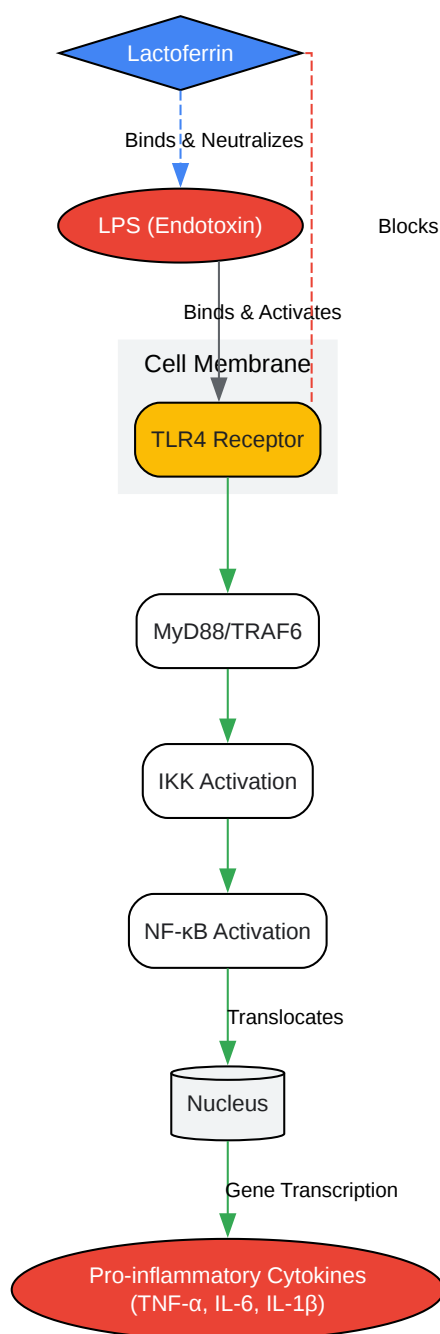 Lactoferrin
Binds & Neutralizes
LPS (Endotoxin)
Blocks
Binds & Activates
Cell Membrane
TLR4 Receptor
MyD88/TRAF6
IKK Activation
NF-κB Activation
Translocates
Nucleus
Gene Transcription
Pro-inflammatory Cytokines
(TNF-α, IL-6, IL-1β)